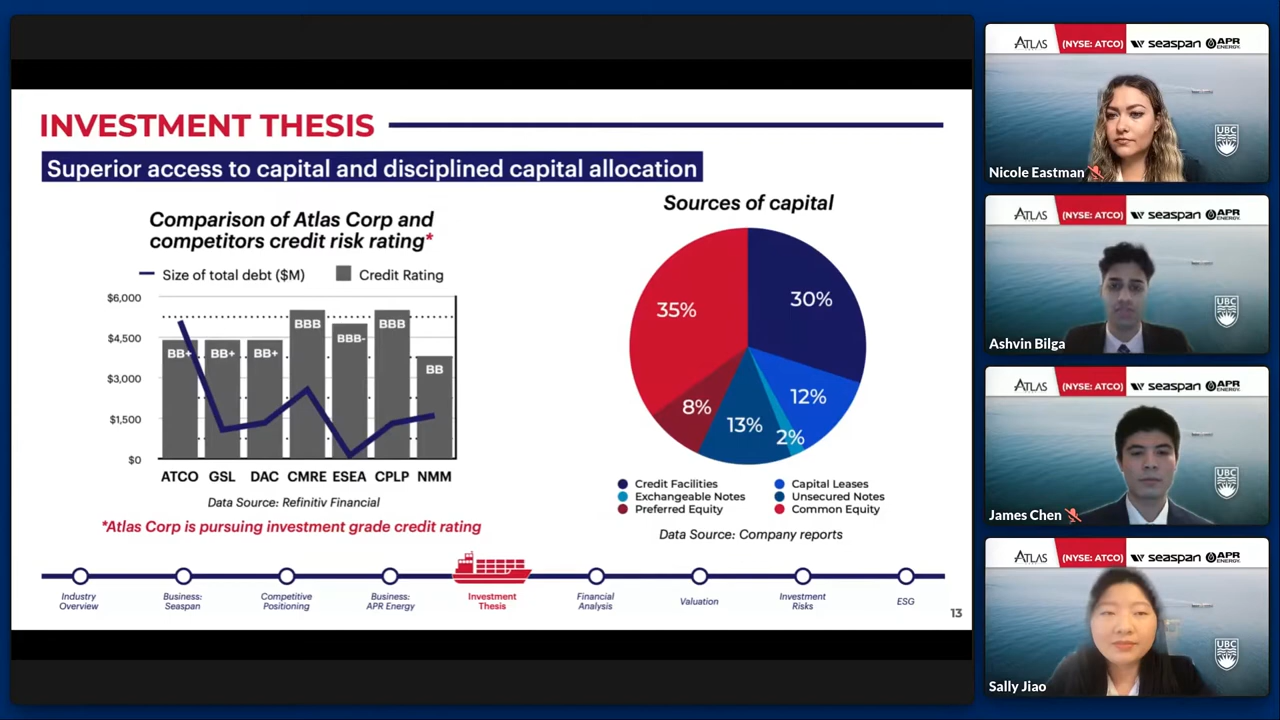 INVESTMENT THESIS
Superior access to capital and disciplined capital allocation
Comparison of Atlas Corp and
competitors credit risk rating*
Size of total debt ($M)
Credit Rating
$6,000
$4,500
$3,000
$1,500
$0
BB+
BB+
BB+
BBB
BBB-
BBB
BB
ATCO GSL DAC CMRE ESEA CPLP NMM
Data Source: Refinitiv Financial
*Atlas Corp is pursuing investment grade credit rating
Sources of capital
30%
12%
2%
13%
8%
35%
Credit Facilities
Capital Leases
Exchangeable Notes
Unsecured Notes
Preferred Equity
Common Equity
Data Source: Company reports
Industry
Overview
Business:
Seaspan
Competitive
Positioning
Business:
APR Energy
Investment
Thesis
Financial
Analysis
Valuation
Investment
Risks
ESG
13
ATLAS (NYSE: ATCO) seaspan APR ENERGY
UBC
Nicole Eastman
ATLAS (NYSE: ATCO) seaspan APR ENERGY
UBC
Ashvin Bilga
ATLAS (NYSE: ATCO) seaspan APR ENERGY
UBC
James Chen
ATLAS (NYSE: ATCO) seaspan APR ENERGY
UBC
Sally Jiao